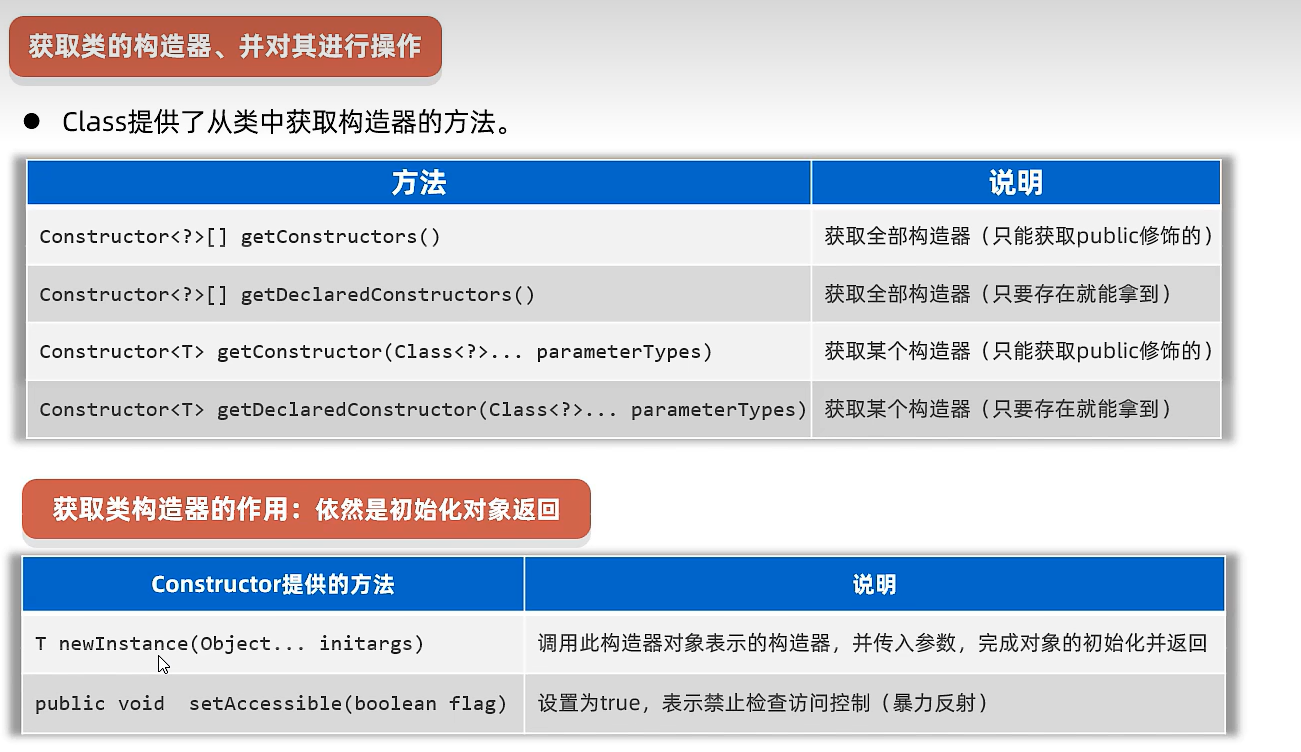 获取类的构造器、并对其进行操作
● Class提供了从类中获取构造器的方法。
方法 说明
Constructor<?>[] getConstructors() 获取全部构造器（只能获取public修饰的）
Constructor<?>[] getDeclaredConstructors() 获取全部构造器（只要存在就能拿到）
Constructor<T> getConstructor(Class<?>... parameterTypes) 获取某个构造器（只能获取public修饰的）
Constructor<T> getDeclaredConstructor(Class<?>... parameterTypes) 获取某个构造器（只要存在就能拿到）
获取类构造器的作用：依然是初始化对象返回
Constructor提供的方法 说明
T newInstance(Object... initargs) 调用此构造器对象表示的构造器，并传入参数，完成对象的初始化并返回
public void setAccessible(boolean flag) 设置为true，表示禁止检查访问控制（暴力反射）